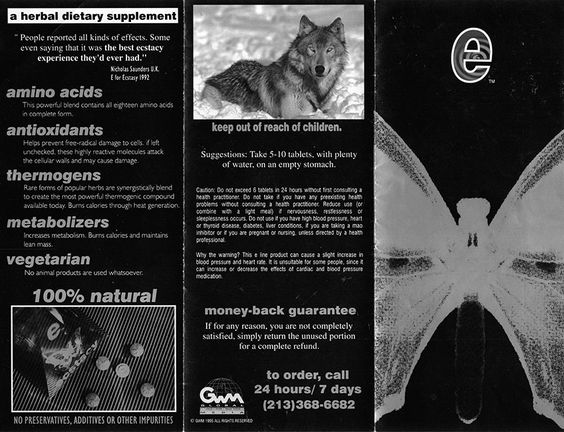 a herbal dietary supplement
" People reported all kinds of effects. Some
even saying that it was the best ecstacy
experience they'd ever had."
Nicholas Saunders U.K.
E for Ecstasy 1992
amino acids
This powerful blend contains all eighteen amino acids
in complete form.
antioxidants
Helps prevent free-radical damage to cells. if left
unchecked, these highly reactive molecules attack
the cellular walls and may cause damage.
thermogens
Rare forms of popular herbs are synergistically blended
to create the most powerful thermogenic compound
available today. Burns calories through heat generation.
metabolizers
Increases metabolism. Burns calories and maintains
lean mass.
vegetarian
No animal products are used whatsoever.
100% natural
NO PRESERVATIVES, ADDITIVES OR OTHER IMPURITIES
keep out of reach of children.
Suggestions: Take 5-10 tablets, with plenty
of water, on an empty stomach.
Caution: Do not exceed 6 tablets in 24 hours without first consulting a
health practitioner. Do not take if you have any preexisting health
problems without consulting a health practitioner. Reduce use (or
combine with a light meal) if nervousness, restlessness or
sleeplessness occurs. Do not use if you have high blood pressure, heart
or thyroid disease, diabetes, liver conditions, if you are taking a mao
inhibitor or if you are pregnant or nursing, unless directed by a health
professional.
Why the warning? This e line product can cause a slight increase in
blood pressure and heart rate. It is unsuitable for some people, since it
can increase or decrease the effects of cardiac and blood pressure
medication.
money-back guarantee
If for any reason, you are not completely
satisfied, simply return the unused portion
for a complete refund.
to order, call
24 hours/ 7 days
(213)368-6682
GWM
GLOBAL
© GWM 1995 ALL RIGHTS RESERVED
e
TM